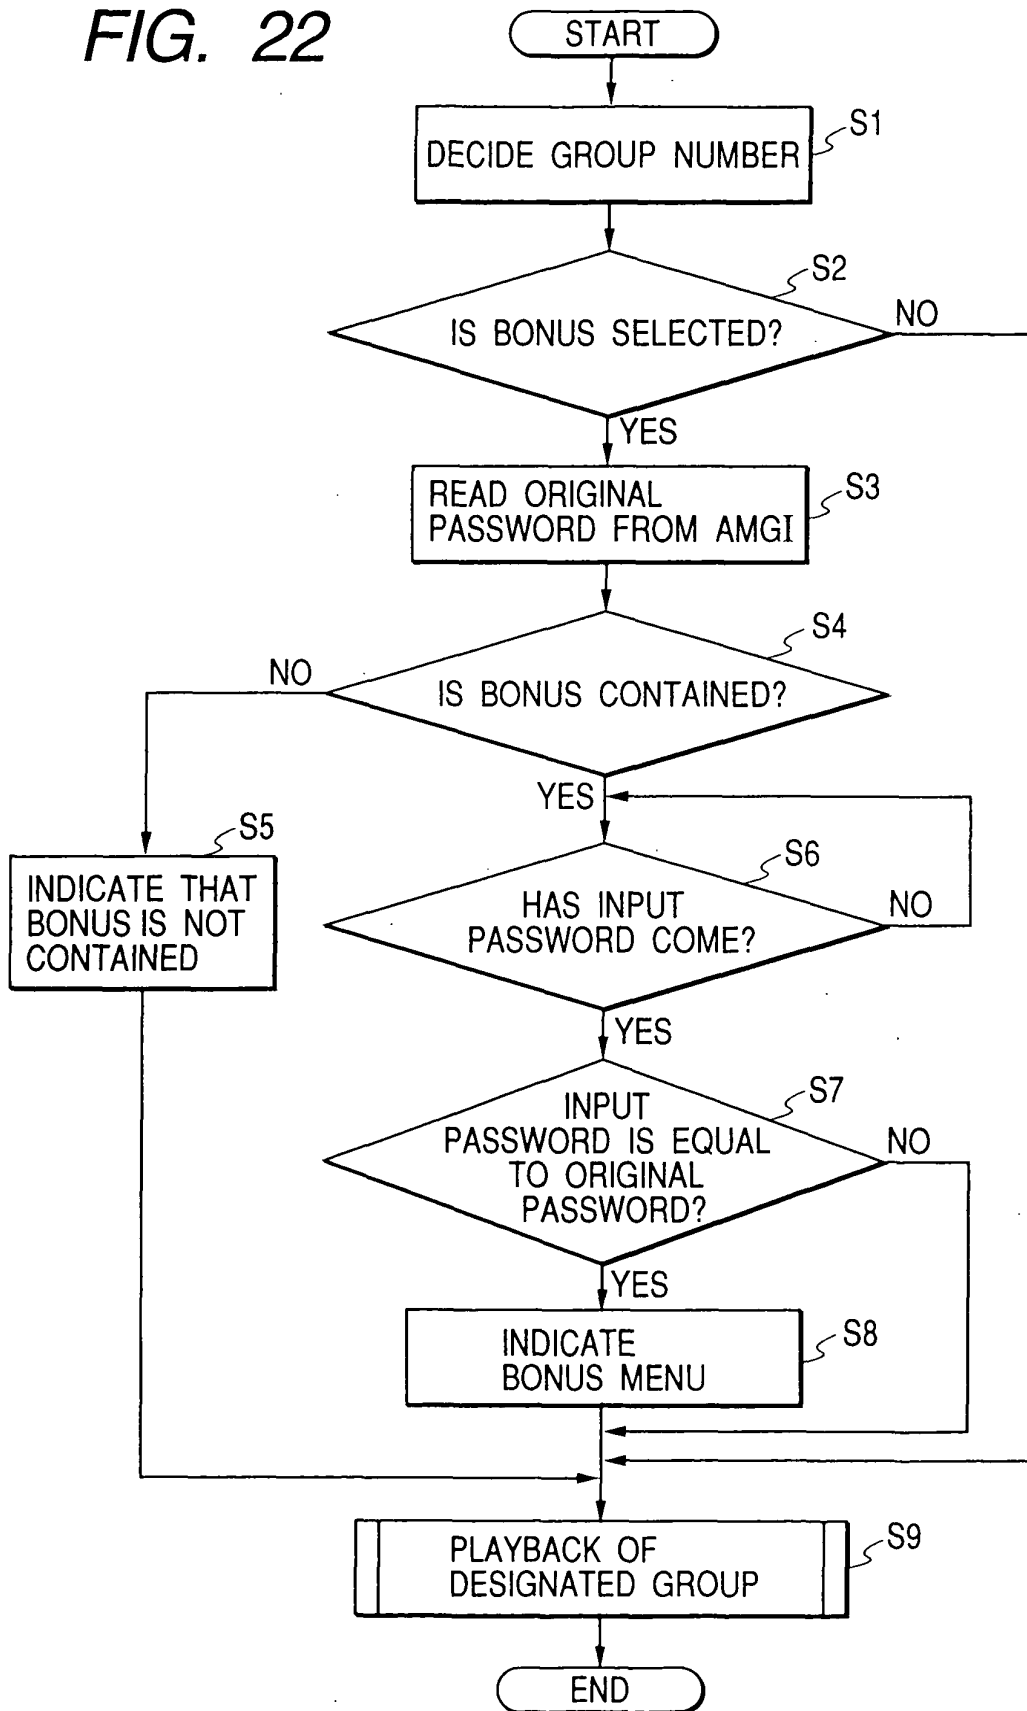 FIG. 22
START
DECIDE GROUP NUMBER
S1
IS BONUS SELECTED?
S2
NO
YES
READ ORIGINAL
PASSWORD FROM AMGI
S3
IS BONUS CONTAINED?
S4
NO
YES
INDICATE THAT
BONUS IS NOT
CONTAINED
S5
HAS INPUT
PASSWORD COME?
S6
NO
YES
INPUT
PASSWORD IS EQUAL
TO ORIGINAL
PASSWORD?
S7
NO
YES
INDICATE
BONUS MENU
S8
PLAYBACK OF
DESIGNATED GROUP
S9
END